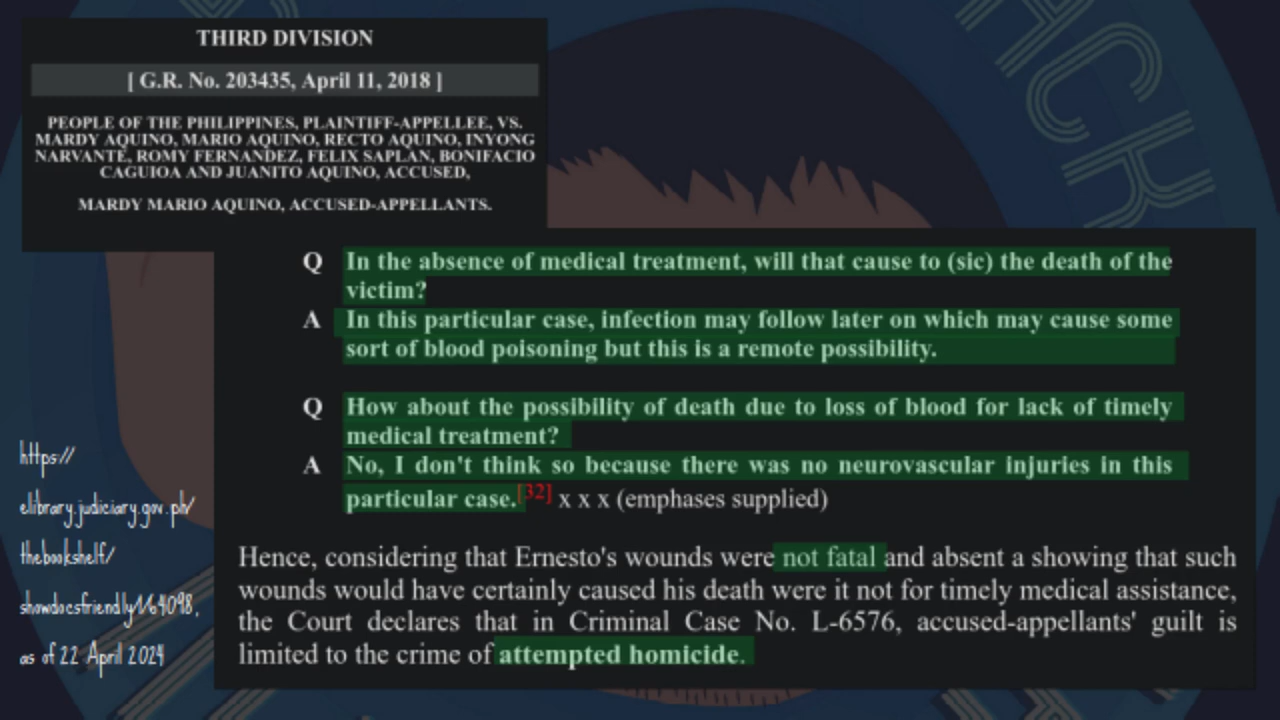 THIRD DIVISION
[ G.R. No. 203435, April 11, 2018 ]
PEOPLE OF THE PHILIPPINES, PLAINTIFF-APPELLEE, VS.
MARDY AQUINO, MARIO AQUINO, RECTO AQUINO, INYONG
NARVANTE, ROMY FERNANDEZ, FELIX SAPLAN, BONIFACIO
CAGUIOA AND JUANITO AQUINO, ACCUSED,
MARDY MARIO AQUINO, ACCUSED-APPELLANTS.
Q In the absence of medical treatment, will that cause to (sic) the death of the
victim?
A In this particular case, infection may follow later on which may cause some
sort of blood poisoning but this is a remote possibility.
Q How about the possibility of death due to loss of blood for lack of timely
medical treatment?
A No, I don't think so because there was no neurovascular injuries in this
particular case.[32] x x x (emphases supplied)
Hence, considering that Ernesto's wounds were not fatal and absent a showing that such
wounds would have certainly caused his death were it not for timely medical assistance,
the Court declares that in Criminal Case No. L-6576, accused-appellants' guilt is
limited to the crime of attempted homicide.
https://
elibrary.judiciary.gov.ph/
thebookshelf/
showdocsfriendly/1/64098,
as of 22 April 2024